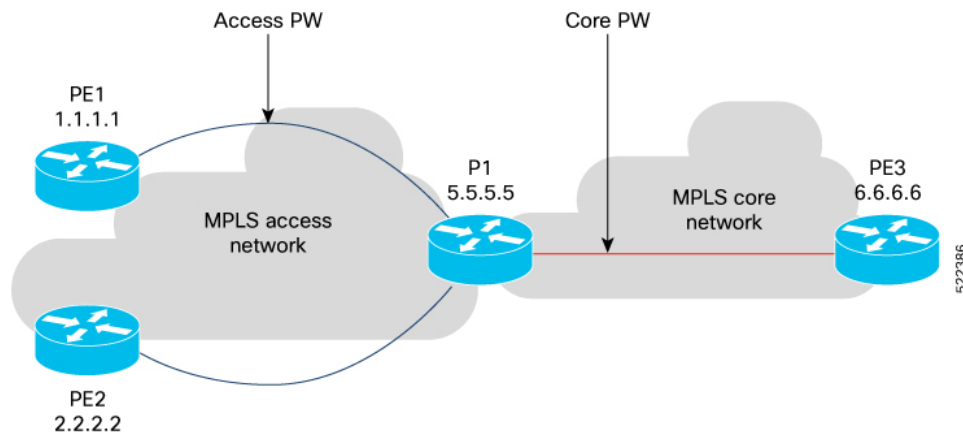 Access PW
Core PW
PE1
1.1.1.1
P1
5.5.5.5
PE3
6.6.6.6
MPLS access
network
MPLS core
network
PE2
2.2.2.2
522386